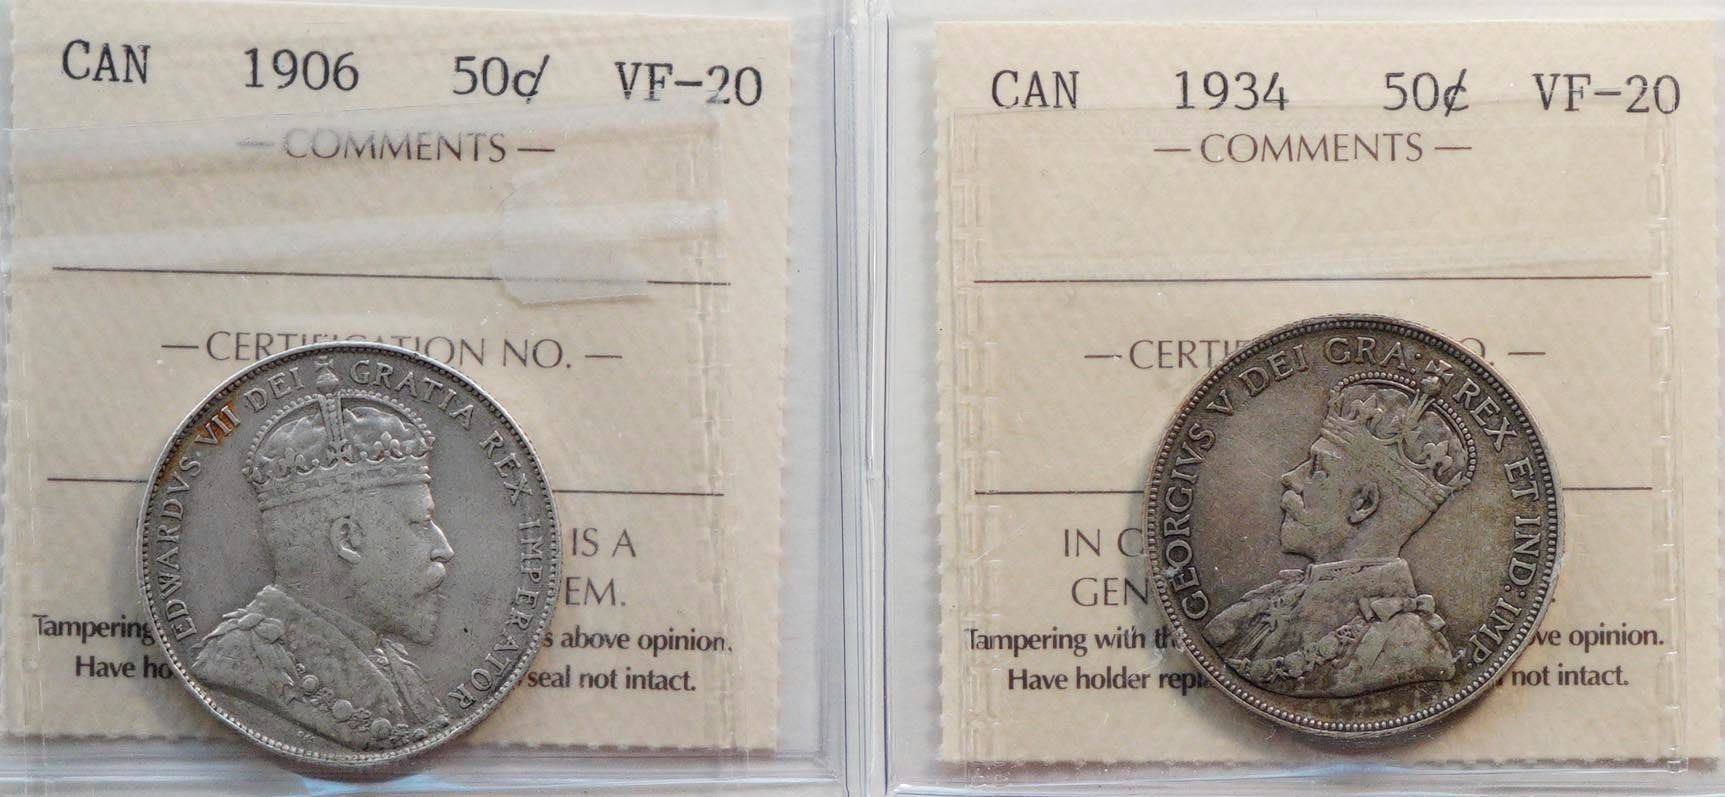 CAN 1906 50¢ VF-20
— COMMENTS —
— CERTIFICATION NO. —
IS A
EM.
Tampering s above opinion.
Have ho seal not intact.
EDWARDVS VII DEI GRATIA REX IMPERATOR
CAN 1934 50¢ VF-20
— COMMENTS —
— CERTI O. —
IN
GEN
Tampering with th ve opinion.
Have holder repl not intact.
GEORGIVS V DEI GRA: REX ET IND: IMP: